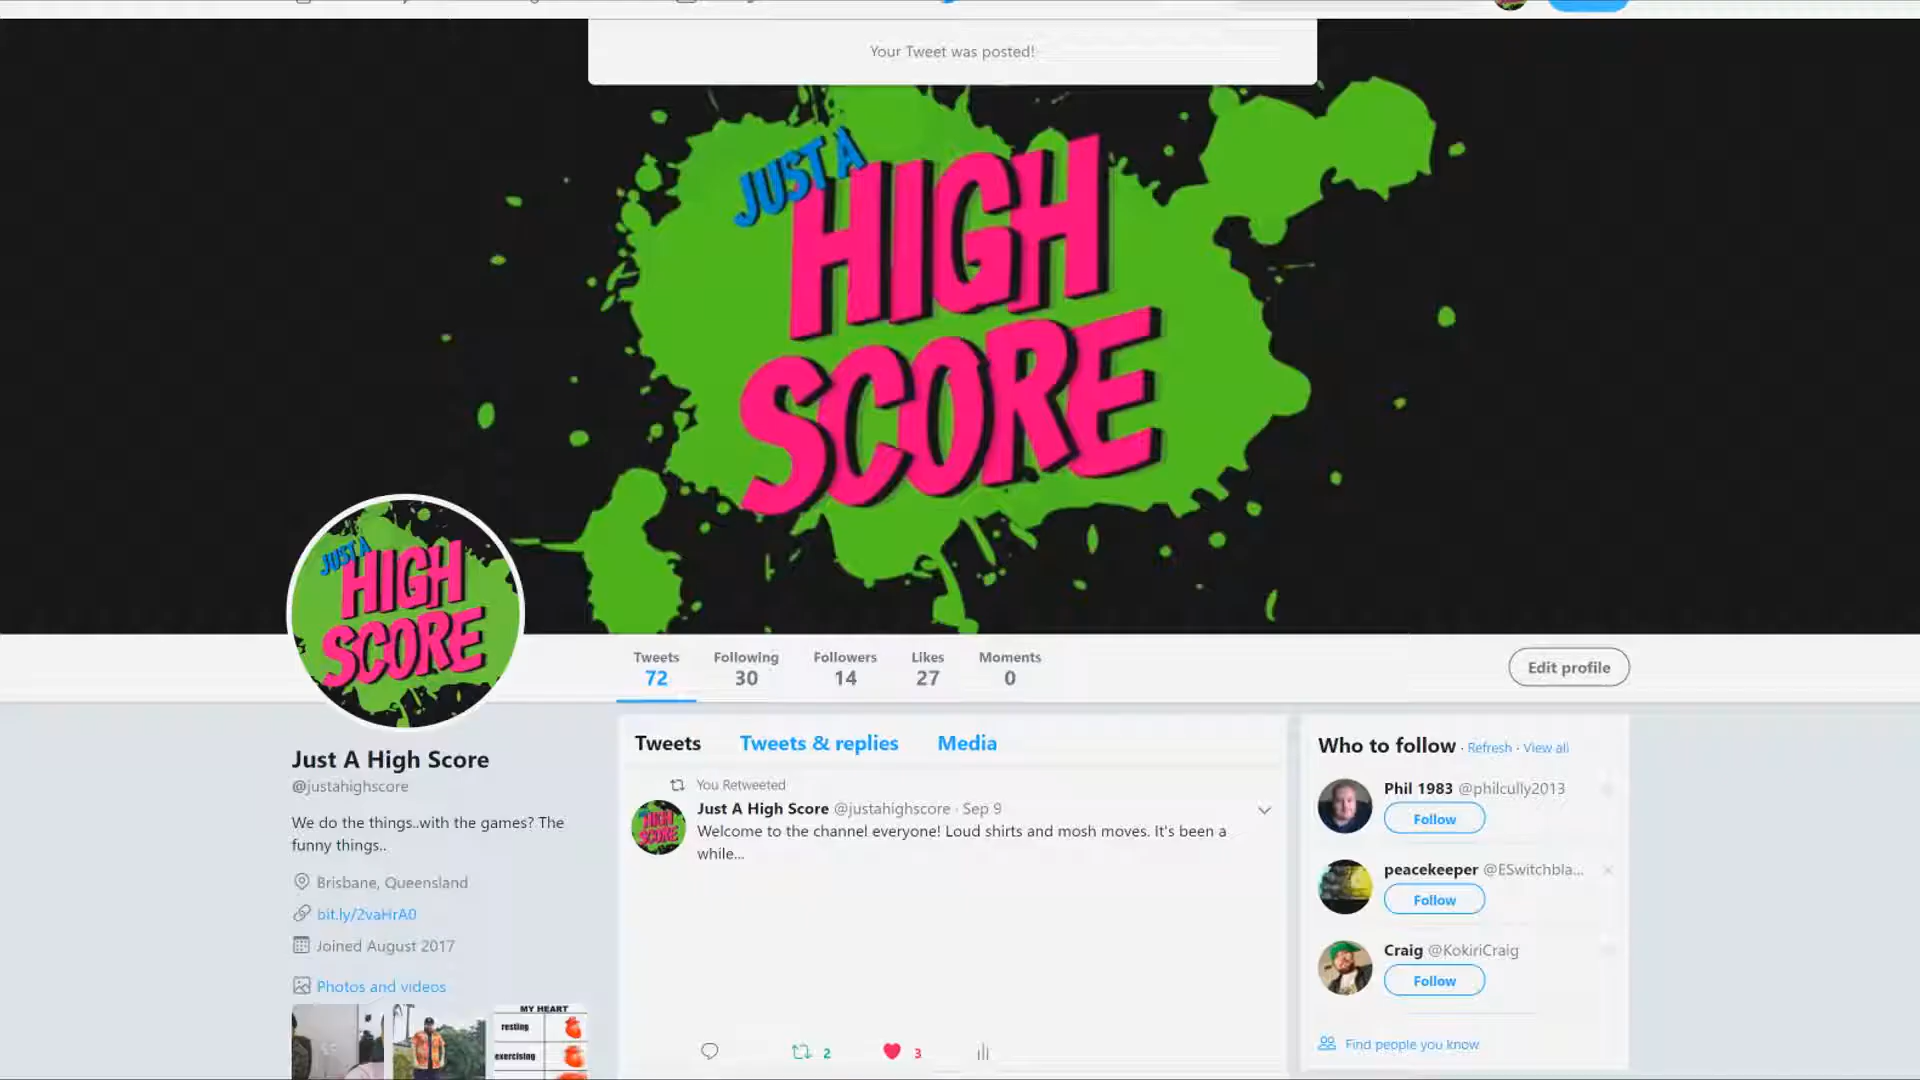 Your Tweet was posted!
JUST A
HIGH
SCORE
JUST A
HIGH
SCORE
Tweets Following Followers Likes Moments
72 30 14 27 0
Edit profile
Just A High Score
@justahighscore
We do the things..with the games? The
funny things..
Brisbane, Queensland
bit.ly/2vaHrA0
Joined August 2017
Photos and videos
MY HEART
resting
exercising
Tweets Tweets & replies Media
You Retweeted
Just A High Score @justahighscore · Sep 9
HIGH
SCORE
Welcome to the channel everyone! Loud shirts and mosh moves. It's been a
while...
2 3
Who to follow · Refresh · View all
Phil 1983 @philcully2013
Follow
peacekeeper @ESwitchbla...
Follow
Craig @KokiriCraig
Follow
Find people you know